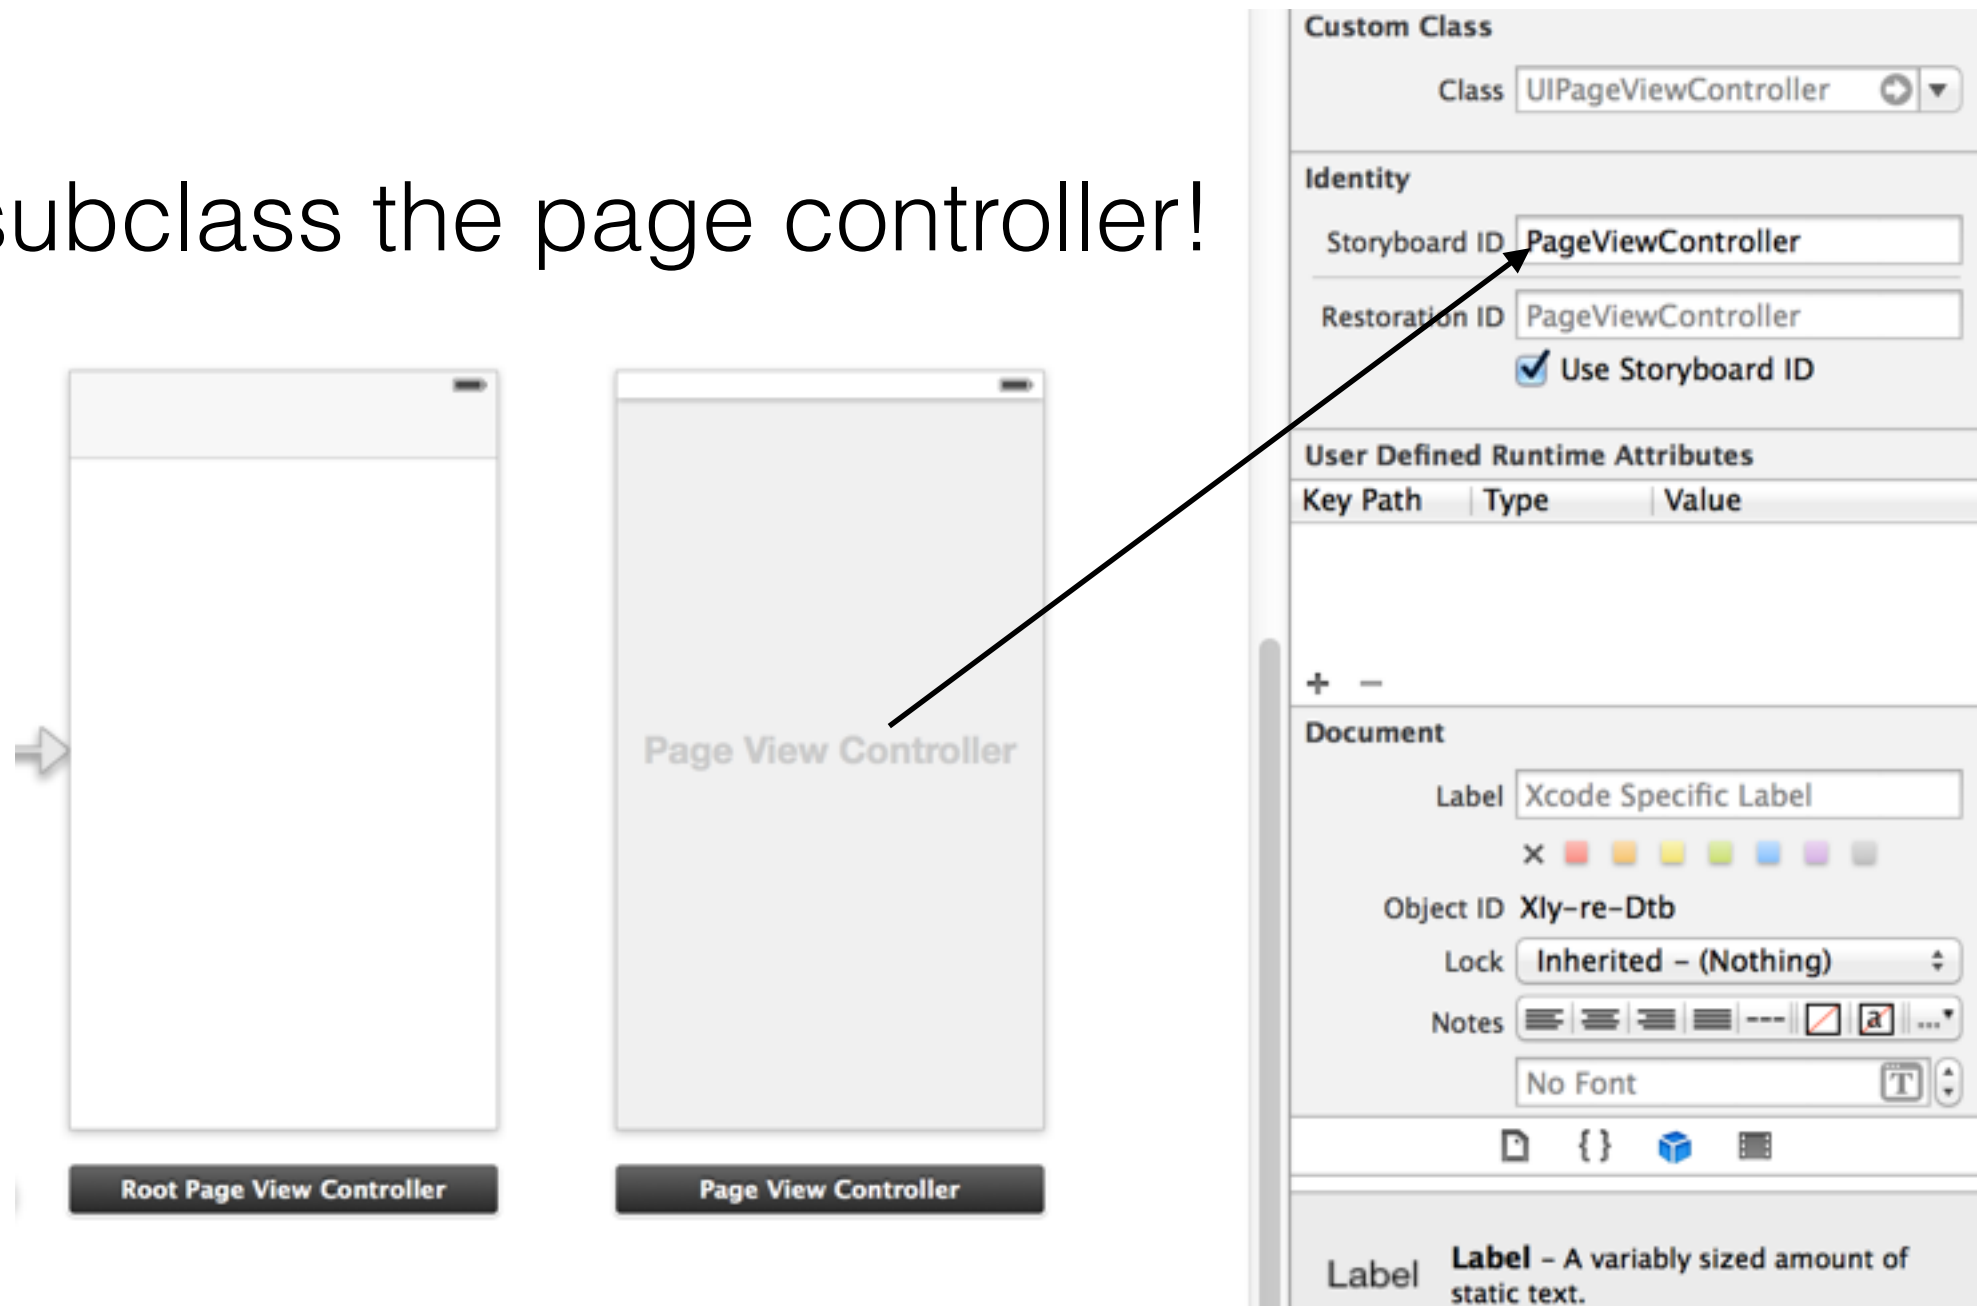 subclass the page controller!
Page View Controller
Root Page View Controller
Page View Controller
Custom Class
Class UIPageViewController
Identity
Storyboard ID PageViewController
Restoration ID PageViewController
Use Storyboard ID
User Defined Runtime Attributes
Key Path Type Value
+ −
Document
Label Xcode Specific Label
Object ID Xly-re-Dtb
Lock Inherited – (Nothing)
Notes --- a ...
No Font T
{ }
Label
Label – A variably sized amount of
static text.